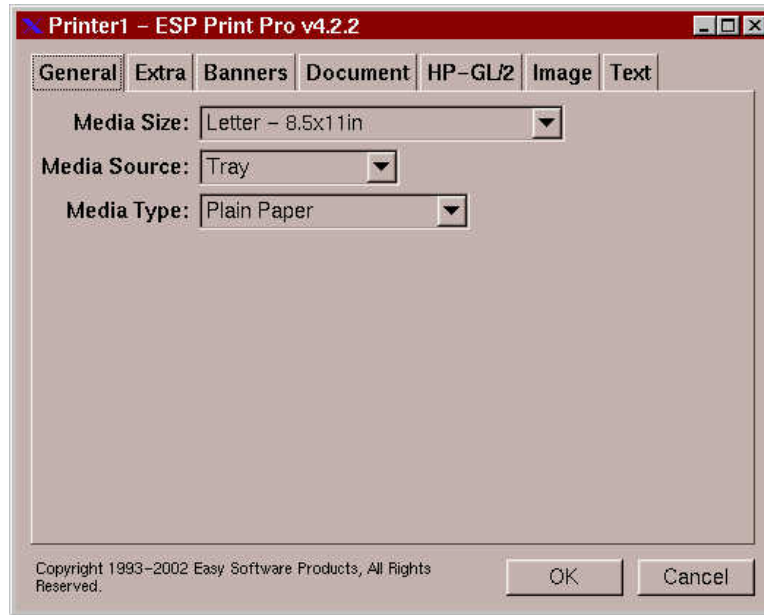 Printer1 – ESP Print Pro v4.2.2
General Extra Banners Document HP-GL/2 Image Text
Media Size: Letter – 8.5x11in
Media Source: Tray
Media Type: Plain Paper
Copyright 1993-2002 Easy Software Products, All Rights
Reserved.
OK Cancel